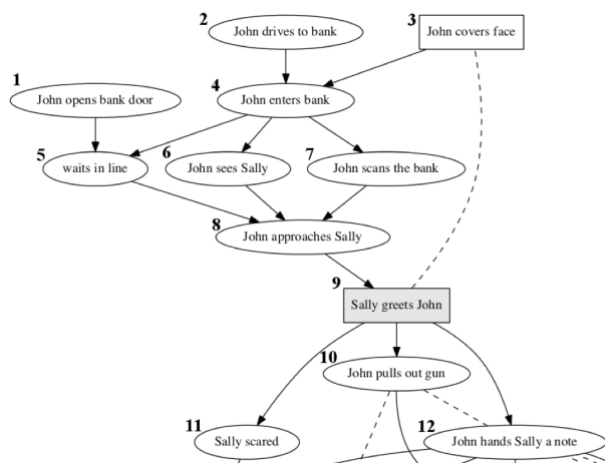 2
John drives to bank
3
John covers face
1
John opens bank door
4
John enters bank
5
waits in line
6
John sees Sally
7
John scans the bank
8
John approaches Sally
9
Sally greets John
10
John pulls out gun
11
Sally scared
12
John hands Sally a note